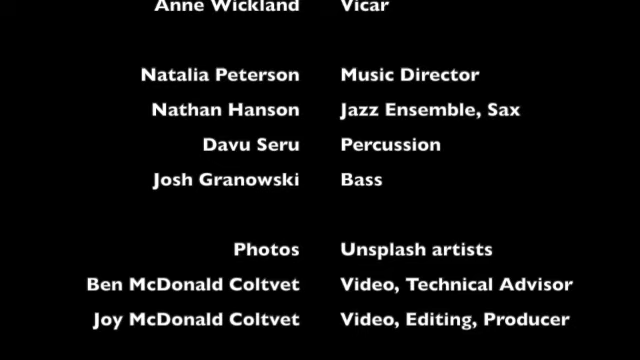 Anne Wickland Vicar
Natalia Peterson Music Director
Nathan Hanson Jazz Ensemble, Sax
Davu Seru Percussion
Josh Granowski Bass
Photos Unsplash artists
Ben McDonald Coltvet Video, Technical Advisor
Joy McDonald Coltvet Video, Editing, Producer